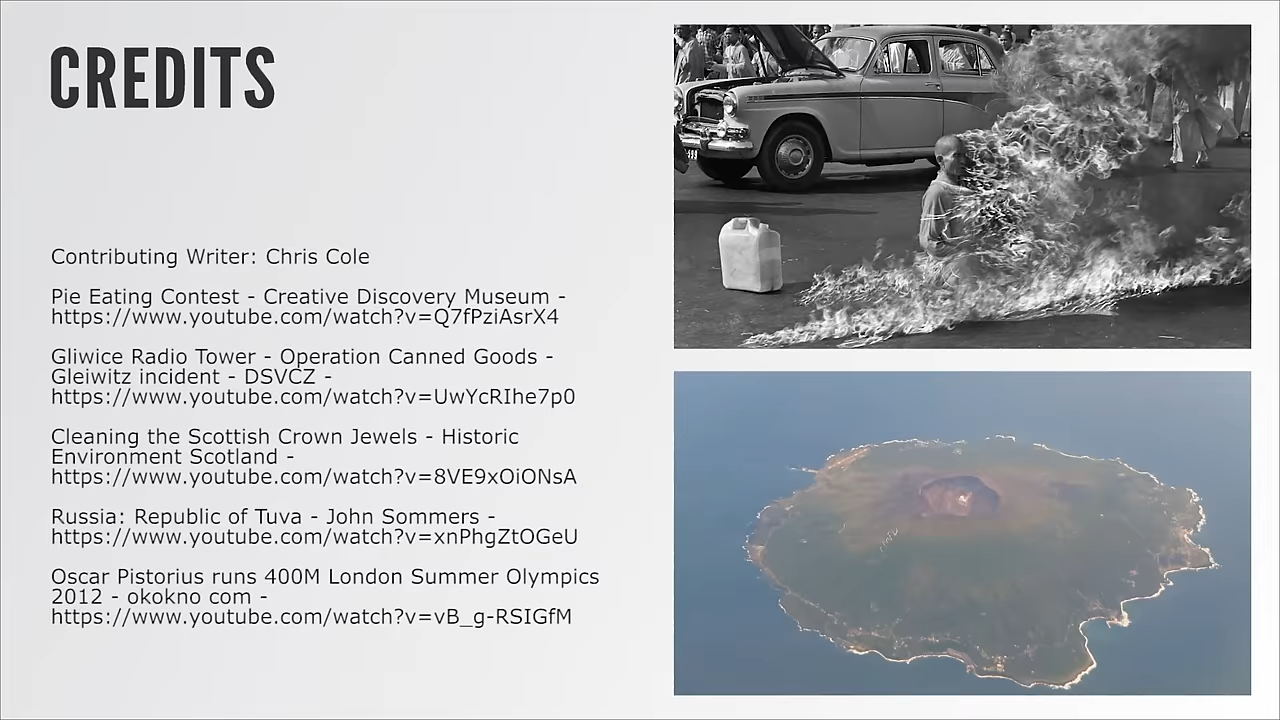 CREDITS
Contributing Writer: Chris Cole
Pie Eating Contest - Creative Discovery Museum -
https://www.youtube.com/watch?v=Q7fPziAsrX4
Gliwice Radio Tower - Operation Canned Goods -
Gleiwitz incident - DSVCZ -
https://www.youtube.com/watch?v=UwYcRIhe7p0
Cleaning the Scottish Crown Jewels - Historic
Environment Scotland -
https://www.youtube.com/watch?v=8VE9xOiONsA
Russia: Republic of Tuva - John Sommers -
https://www.youtube.com/watch?v=xnPhgZtOGeU
Oscar Pistorius runs 400M London Summer Olympics
2012 - okokno com -
https://www.youtube.com/watch?v=vB_g-RSIGfM